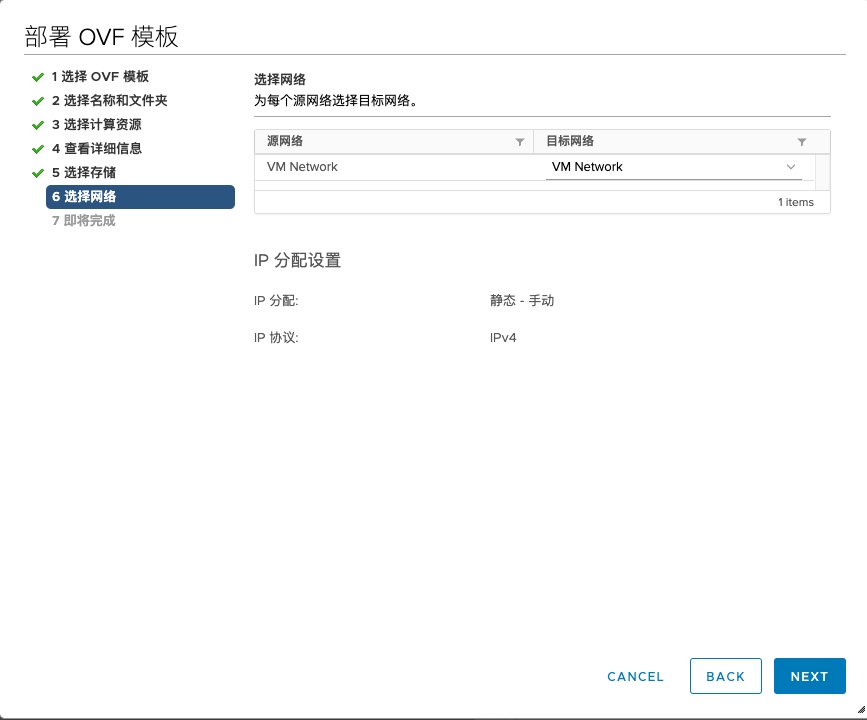 部署 OVF 模板
1 选择 OVF 模板
2 选择名称和文件夹
3 选择计算资源
4 查看详细信息
5 选择存储
6 选择网络
7 即将完成
选择网络
为每个源网络选择目标网络。
源网络 目标网络
VM Network VM Network
1 items
IP 分配设置
IP 分配: 静态 - 手动
IP 协议: IPv4
CANCEL BACK NEXT